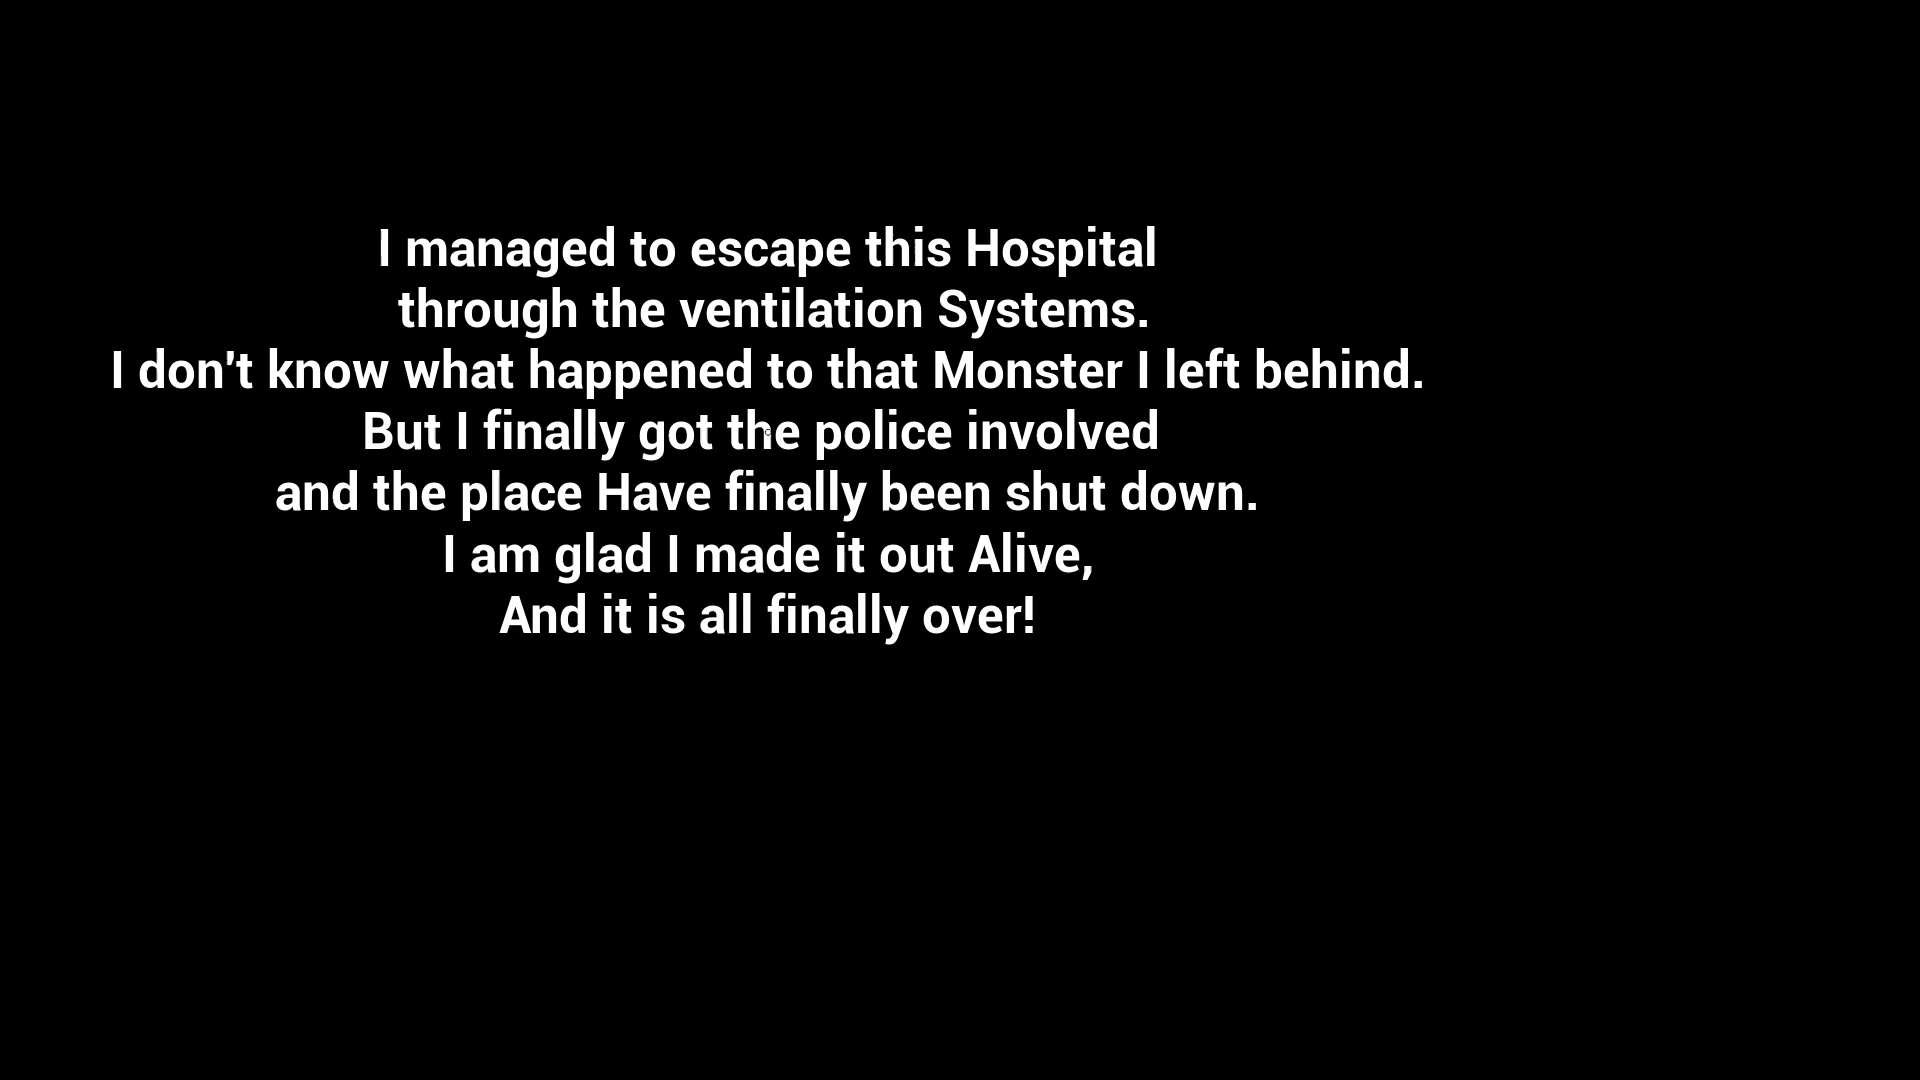 I managed to escape this Hospital
through the ventilation Systems.
I don't know what happened to that Monster I left behind.
But I finally got the police involved
and the place Have finally been shut down.
I am glad I made it out Alive,
And it is all finally over!